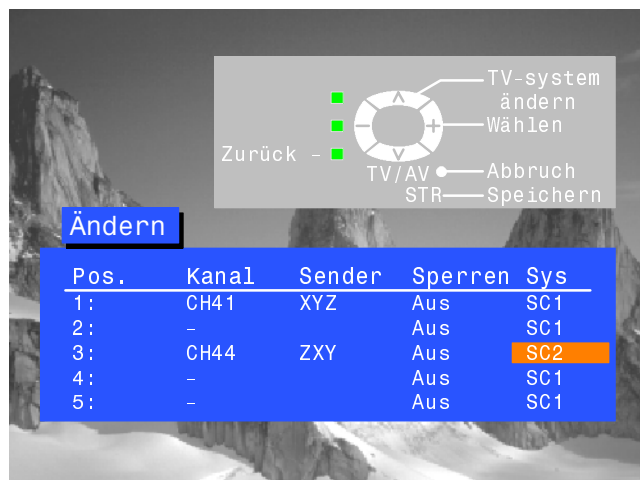 TV-system
ändern
Wählen
Zurück -
TV/AV Abbruch
STR Speichern
Ändern
Pos. Kanal Sender Sperren Sys
1: CH41 XYZ Aus SC1
2: - Aus SC1
3: CH44 ZXY Aus SC2
4: - Aus SC1
5: - Aus SC1